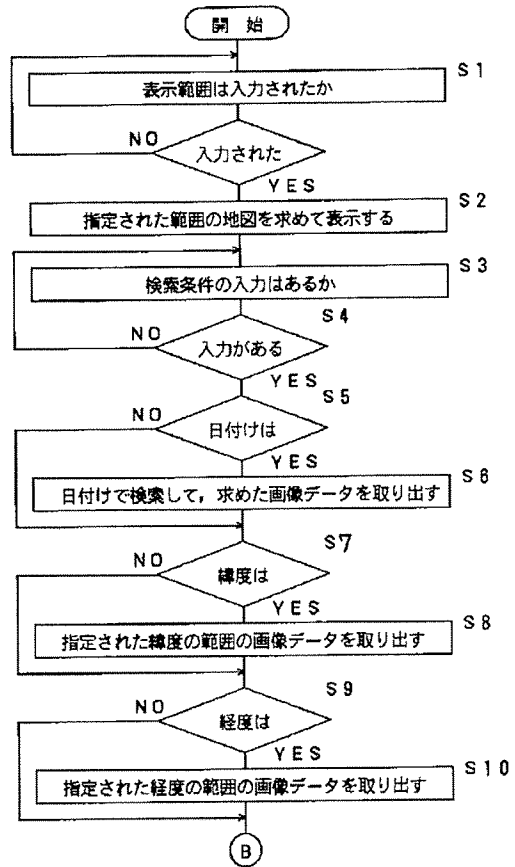 開 始
S1
表示範囲は入力されたか
NO
入力された
YES
S2
指定された範囲の地図を求めて表示する
S3
検索条件の入力はあるか
S4
NO
入力がある
YES
S5
NO
日付けは
YES
S6
日付けで検索して,求めた画像データを取り出す
S7
NO
緯度は
YES
S8
指定された緯度の範囲の画像データを取り出す
S9
NO
経度は
YES
S10
指定された経度の範囲の画像データを取り出す
B